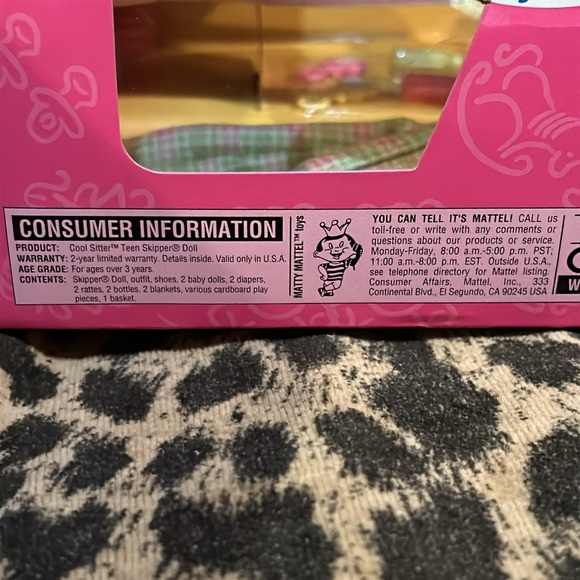 CONSUMER INFORMATION
PRODUCT: Cool Sitter™ Teen Skipper® Doll
WARRANTY: 2-year limited warranty. Details inside. Valid only in U.S.A.
AGE GRADE: For ages over 3 years.
CONTENTS: Skipper® Doll, outfit, shoes, 2 baby dolls, 2 diapers,
2 rattes, 2 bottles, 2 blankets, various cardboard play
pieces, 1 basket.
MATTY MATTEL™ toys
YOU CAN TELL IT'S MATTEL! CALL us
toll-free or write with any comments or
questions about our products or service.
Monday-Friday, 8:00 a.m.-5:00 p.m. PST;
11:00 a.m.-8:00 p.m. EST. Outside U.S.A.,
see telephone directory for Mattel listing.
Consumer Affairs, Mattel, Inc., 333
Continental Blvd., El Segundo, CA 90245 USA